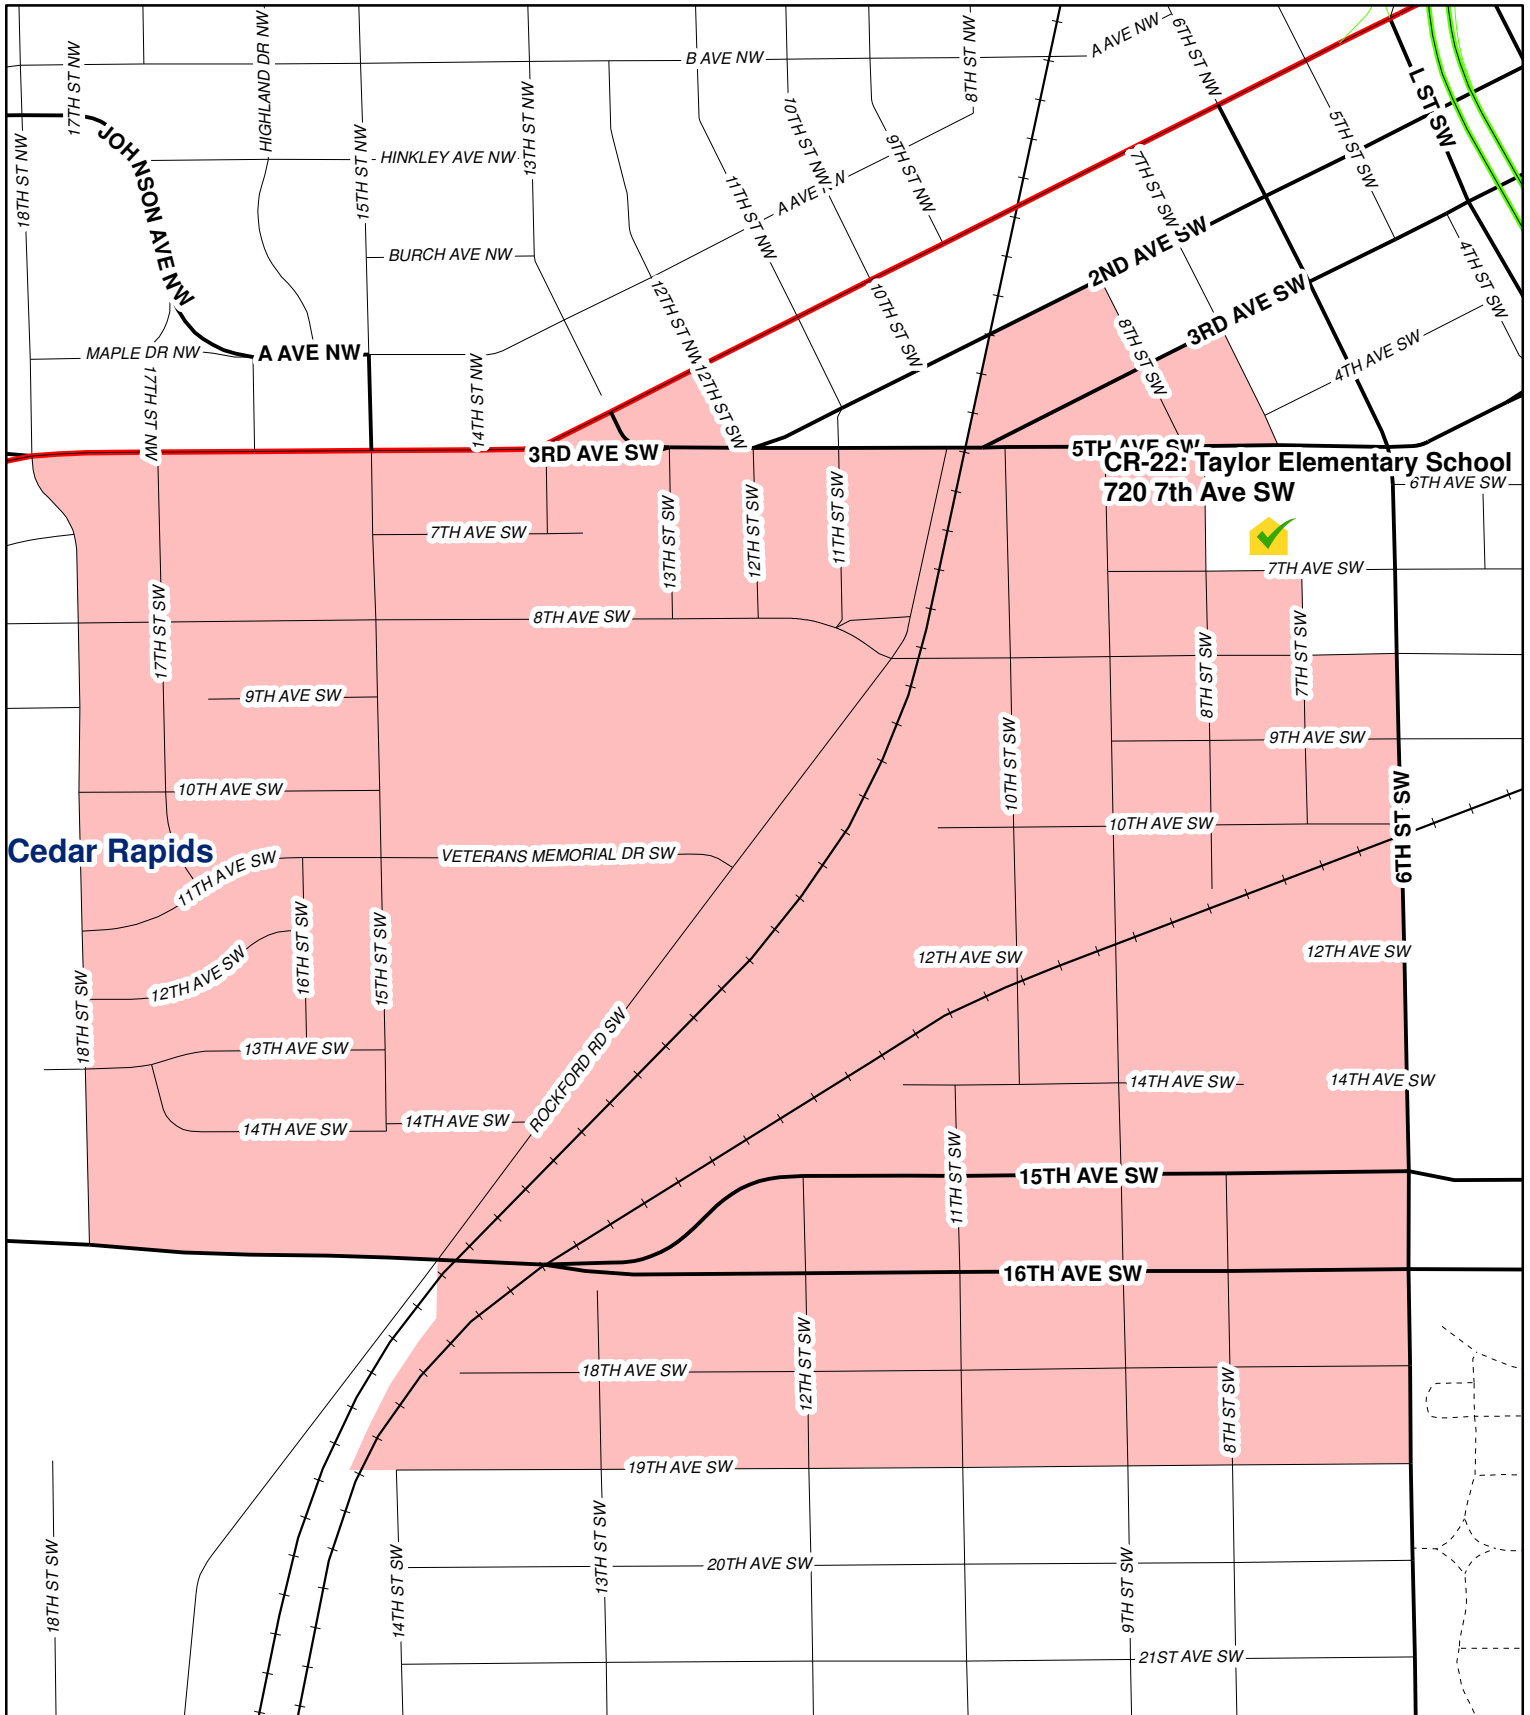 17TH ST NW
HIGHLAND DR NW
B AVE NW
8TH ST NW
A AVE NW
6TH ST NW
L ST SW
18TH ST NW
JOHNSON AVE NW
15TH ST NW
HINKLEY AVE NW
13TH ST NW
10TH ST NW
9TH ST NW
5TH ST SW
7TH ST SW
11TH ST NW
A AVE N
BURCH AVE NW
2ND AVE SW
4TH ST SW
12TH ST NW
10TH ST SW
3RD AVE SW
8TH ST SW
4TH AVE SW
MAPLE DR NW
A AVE NW
17TH ST NW
14TH ST NW
12TH ST SW
3RD AVE SW
5TH AVE SW
CR-22: Taylor Elementary School
720 7th Ave SW
6TH AVE SW
7TH AVE SW
13TH ST SW
12TH ST SW
11TH ST SW
7TH AVE SW
17TH ST SW
8TH AVE SW
8TH ST SW
7TH ST SW
9TH AVE SW
10TH ST SW
9TH AVE SW
10TH AVE SW
10TH AVE SW
6TH ST SW
Cedar Rapids
11TH AVE SW
VETERANS MEMORIAL DR SW
16TH ST SW
15TH ST SW
12TH AVE SW
12TH AVE SW
12TH AVE SW
18TH ST SW
ROCKFORD RD SW
13TH AVE SW
14TH AVE SW
14TH AVE SW
14TH AVE SW
14TH AVE SW
11TH ST SW
15TH AVE SW
16TH AVE SW
12TH ST SW
18TH AVE SW
8TH ST SW
19TH AVE SW
18TH ST SW
14TH ST SW
13TH ST SW
20TH AVE SW
9TH ST SW
21ST AVE SW